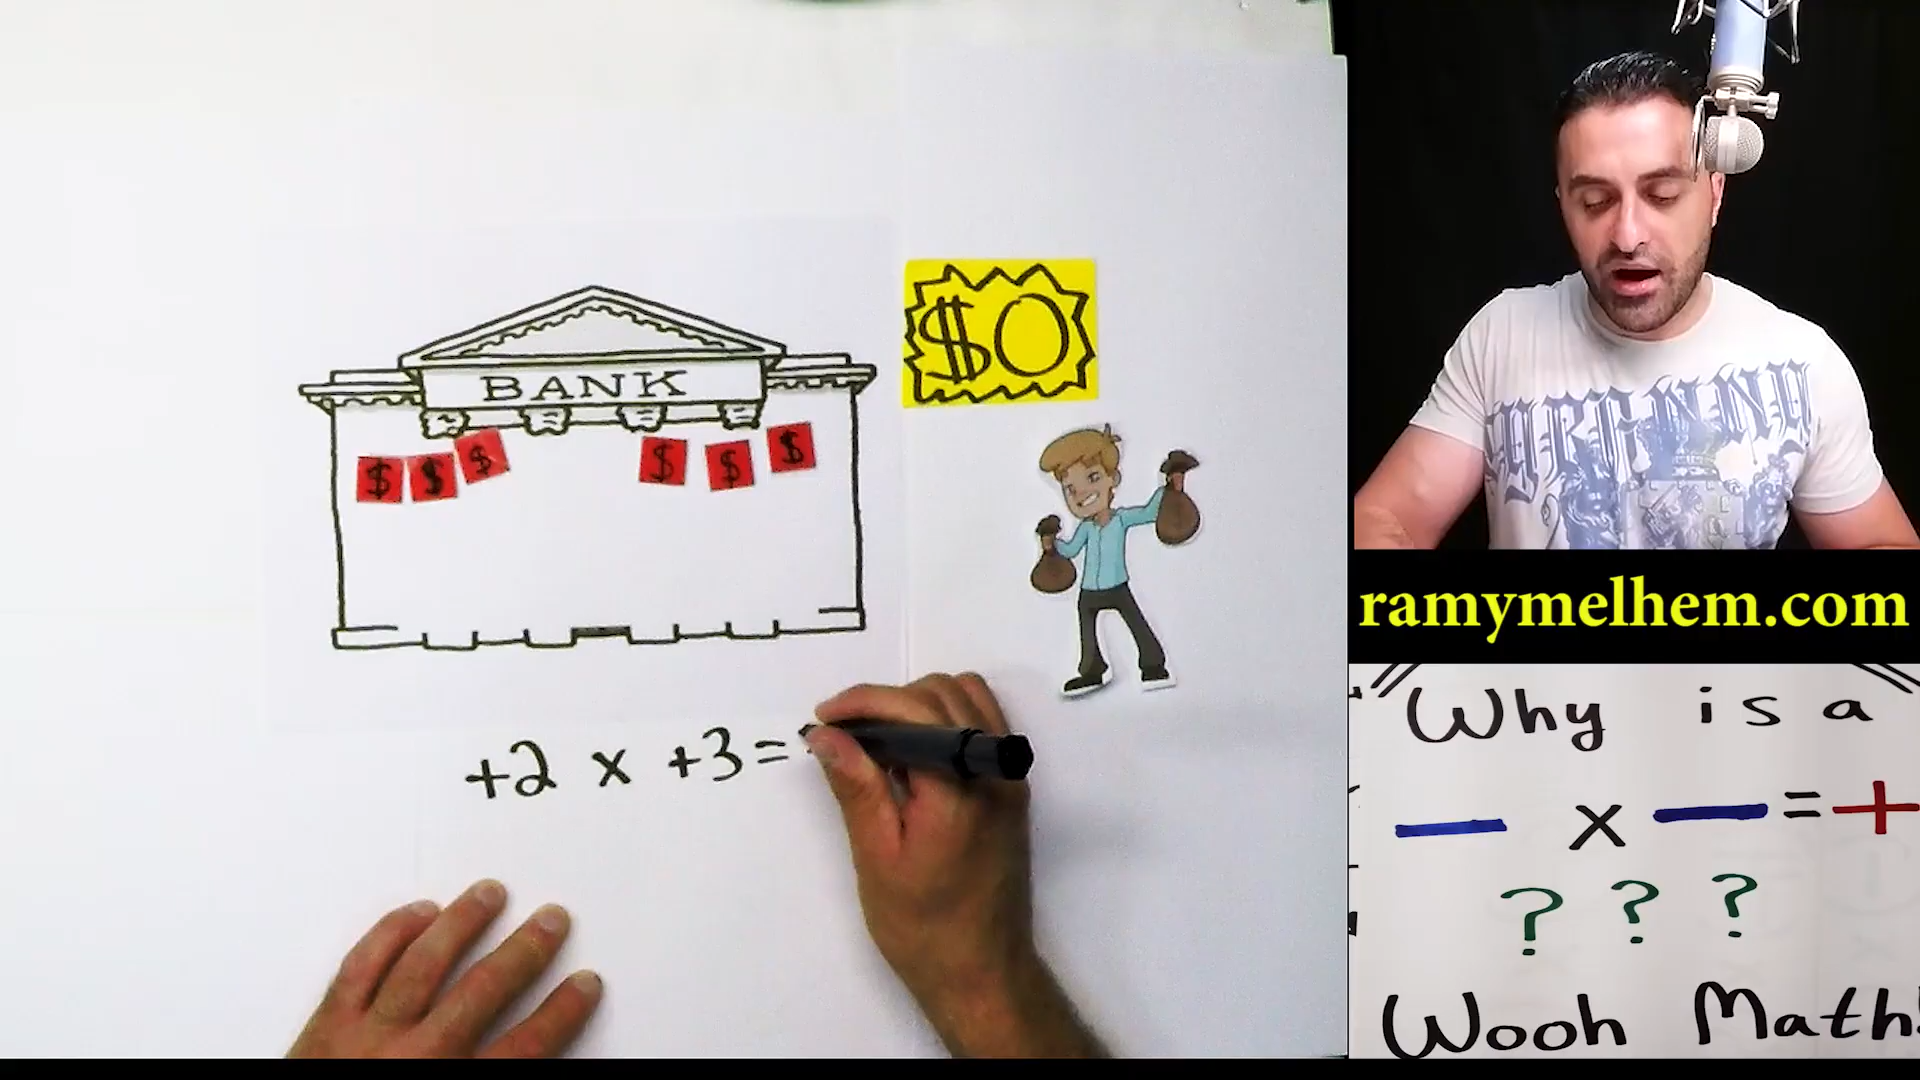 BANK
$0
$ $ $ $ $ $
+2 x +3 =
ramymelhem.com
Why is a
— x — = +
? ? ?
Wooh Math!